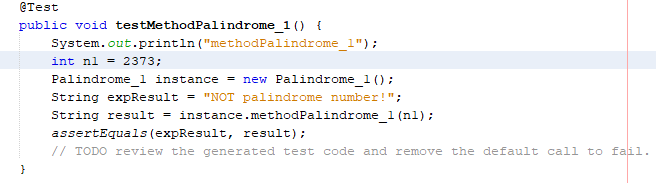 @Test
public void testMethodPalindrome_1() {
System.out.println("methodPalindrome_1");
int n1 = 2373;
Palindrome_1 instance = new Palindrome_1();
String expResult = "NOT palindrome number!";
String result = instance.methodPalindrome_1(n1);
assertEquals(expResult, result);
// TODO review the generated test code and remove the default call to fail.
}